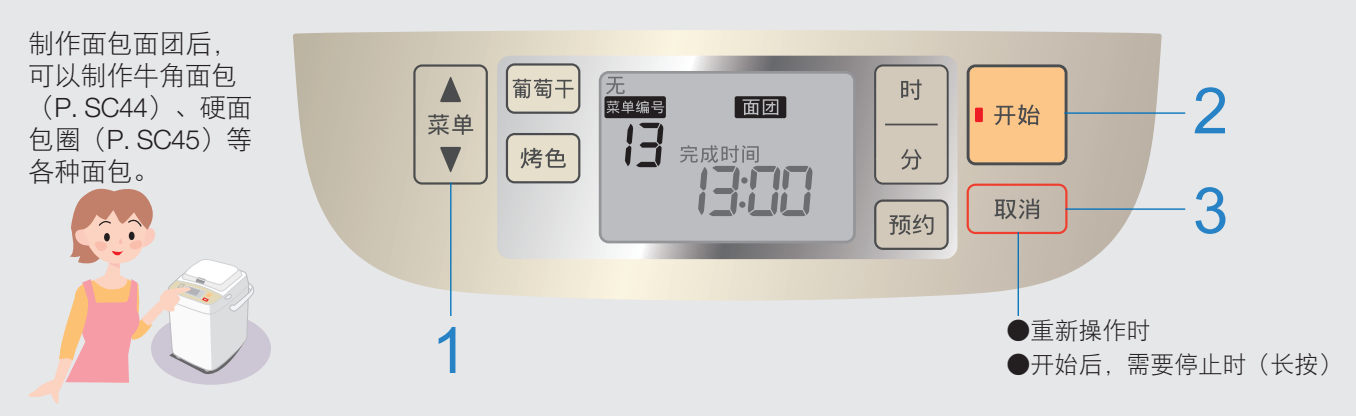 制作面包面团后，
可以制作牛角面包
（P. SC44）、硬面
包圈（P. SC45）等
各种面包。
菜单
葡萄干
烤色
无
菜单编号
面团
13
完成时间
13:00
时
分
预约
开始
取消
1
2
3
●重新操作时
●开始后，需要停止时（长按）